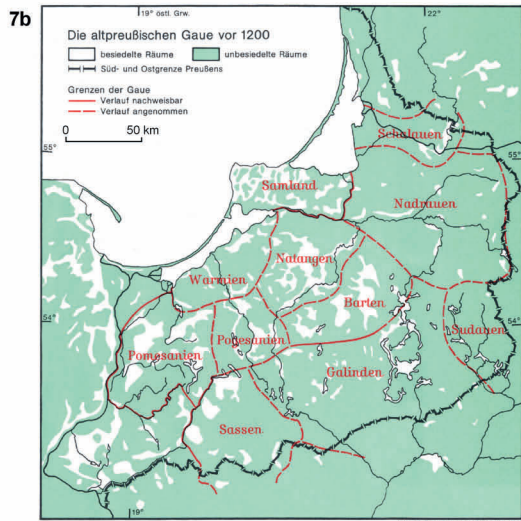 7b
19° östl. Grw.
22°
Die altpreußischen Gaue vor 1200
besiedelte Räume
unbesiedelte Räume
Süd- und Ostgrenze Preußens
Grenzen der Gaue
Verlauf nachweisbar
Verlauf angenommen
0 50 km
Schalauen
55°
55°
Samland
Nadrauen
Natangen
Warmien
Barten
54°
54°
Sudauen
Pomesanien
Pogesanien
Galinden
Sassen
19°
22°